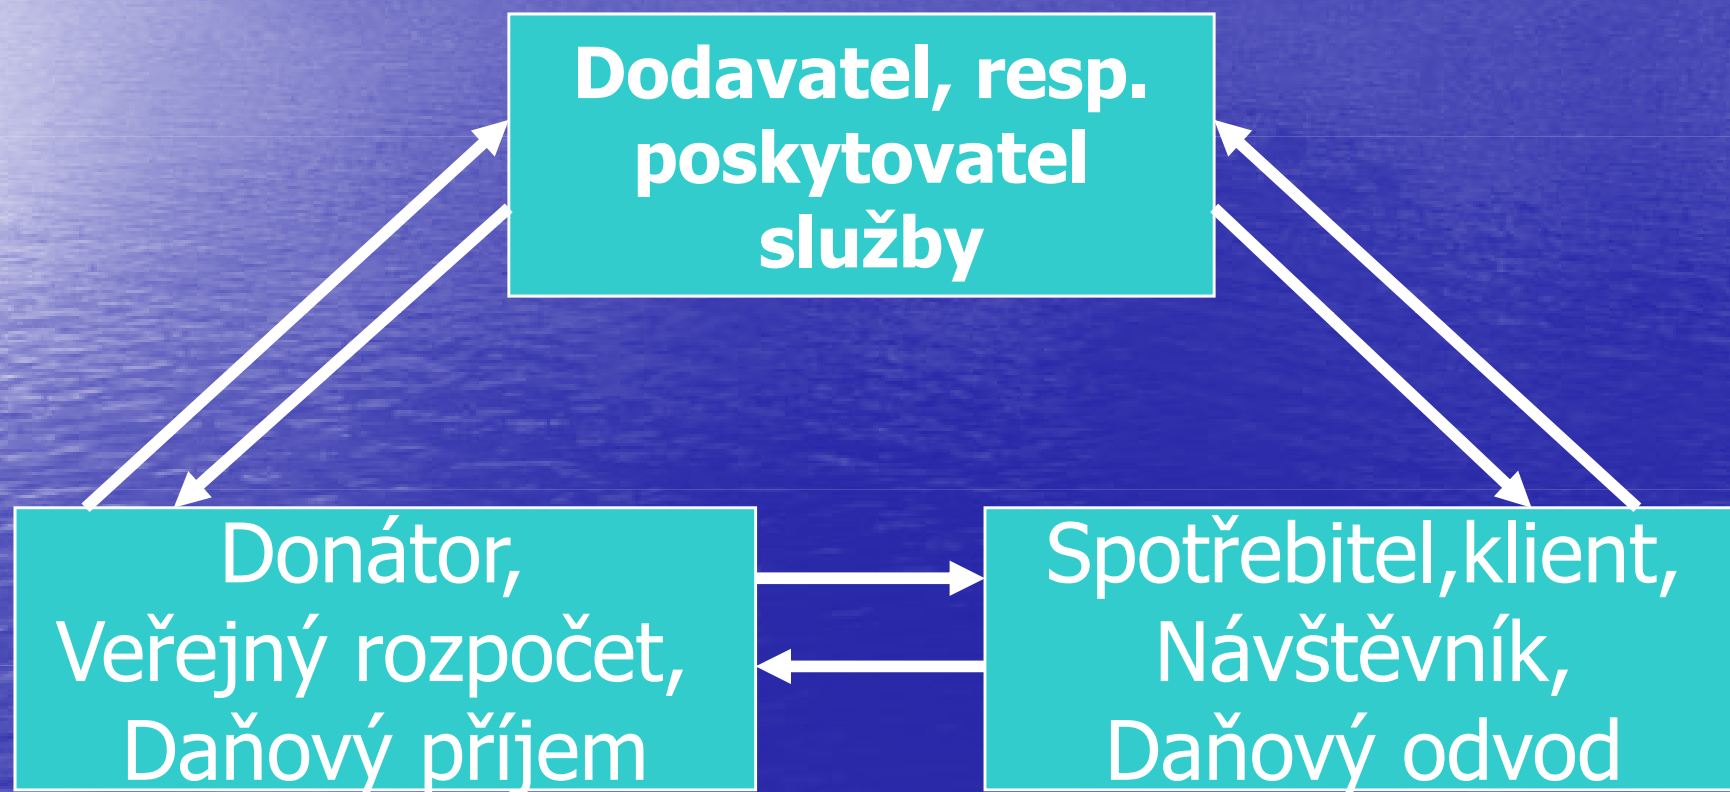 Dodavatel, resp.
poskytovatel
služby
Donátor,
Veřejný rozpočet,
Daňový příjem
Spotřebitel,klient,
Návštěvník,
Daňový odvod